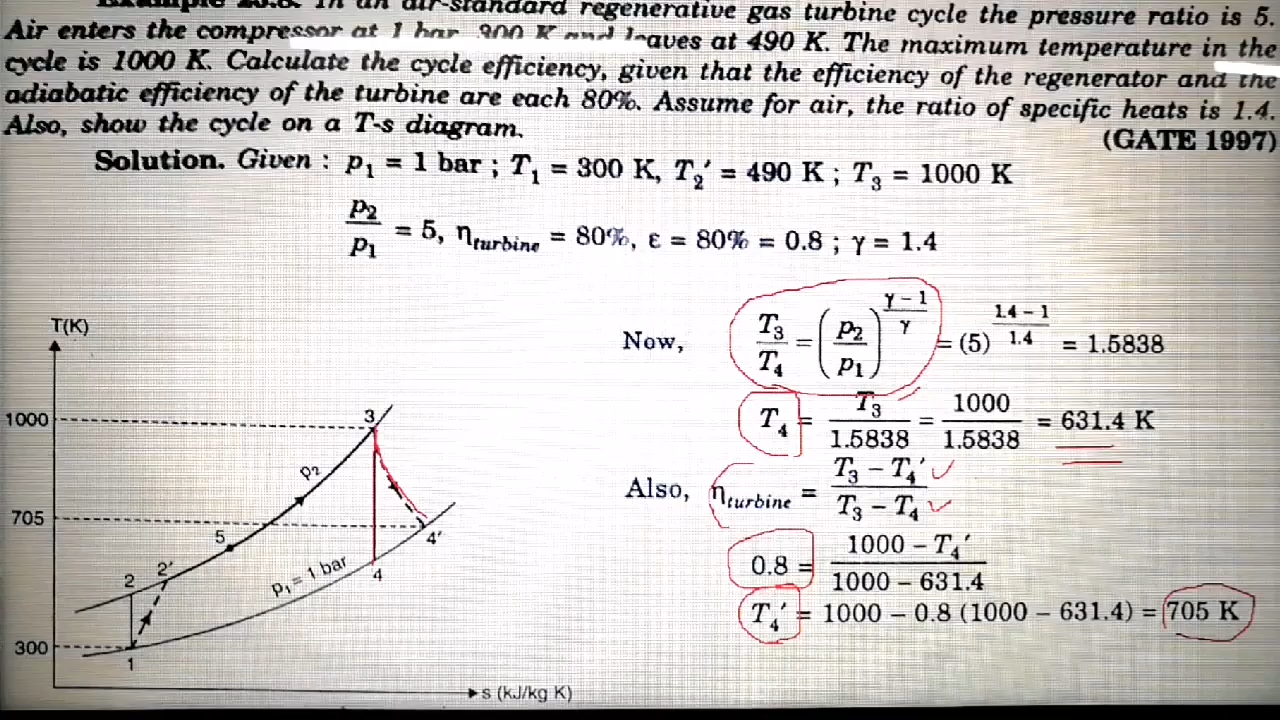 In an air-standard regenerative gas turbine cycle the pressure ratio is 5.
Air enters the compressor at 1 bar, 300 K and leaves at 490 K. The maximum temperature in the
cycle is 1000 K. Calculate the cycle efficiency, given that the efficiency of the regenerator and the
adiabatic efficiency of the turbine are each 80%. Assume for air, the ratio of specific heats is 1.4.
Also, show the cycle on a T-s diagram.
(GATE 1997)
Solution. Given : p₁ = 1 bar ; T₁ = 300 K, T₂′ = 490 K ; T₃ = 1000 K
p₂/p₁ = 5, η_turbine = 80%, ε = 80% = 0.8 ; γ = 1.4
Now, T₃/T₄ = (p₂/p₁)^((γ – 1)/γ) = (5)^((1.4 – 1)/1.4) = 1.5838
T₄ = T₃/1.5838 = 1000/1.5838 = 631.4 K
Also, η_turbine = (T₃ – T₄′)/(T₃ – T₄)
0.8 = (1000 – T₄′)/(1000 – 631.4)
T₄′ = 1000 – 0.8 (1000 – 631.4) = 705 K
T(K)
1000
3
p₂
705
5
4′
2
2′
p₁ = 1 bar
4
300
1
s (kJ/kg K)